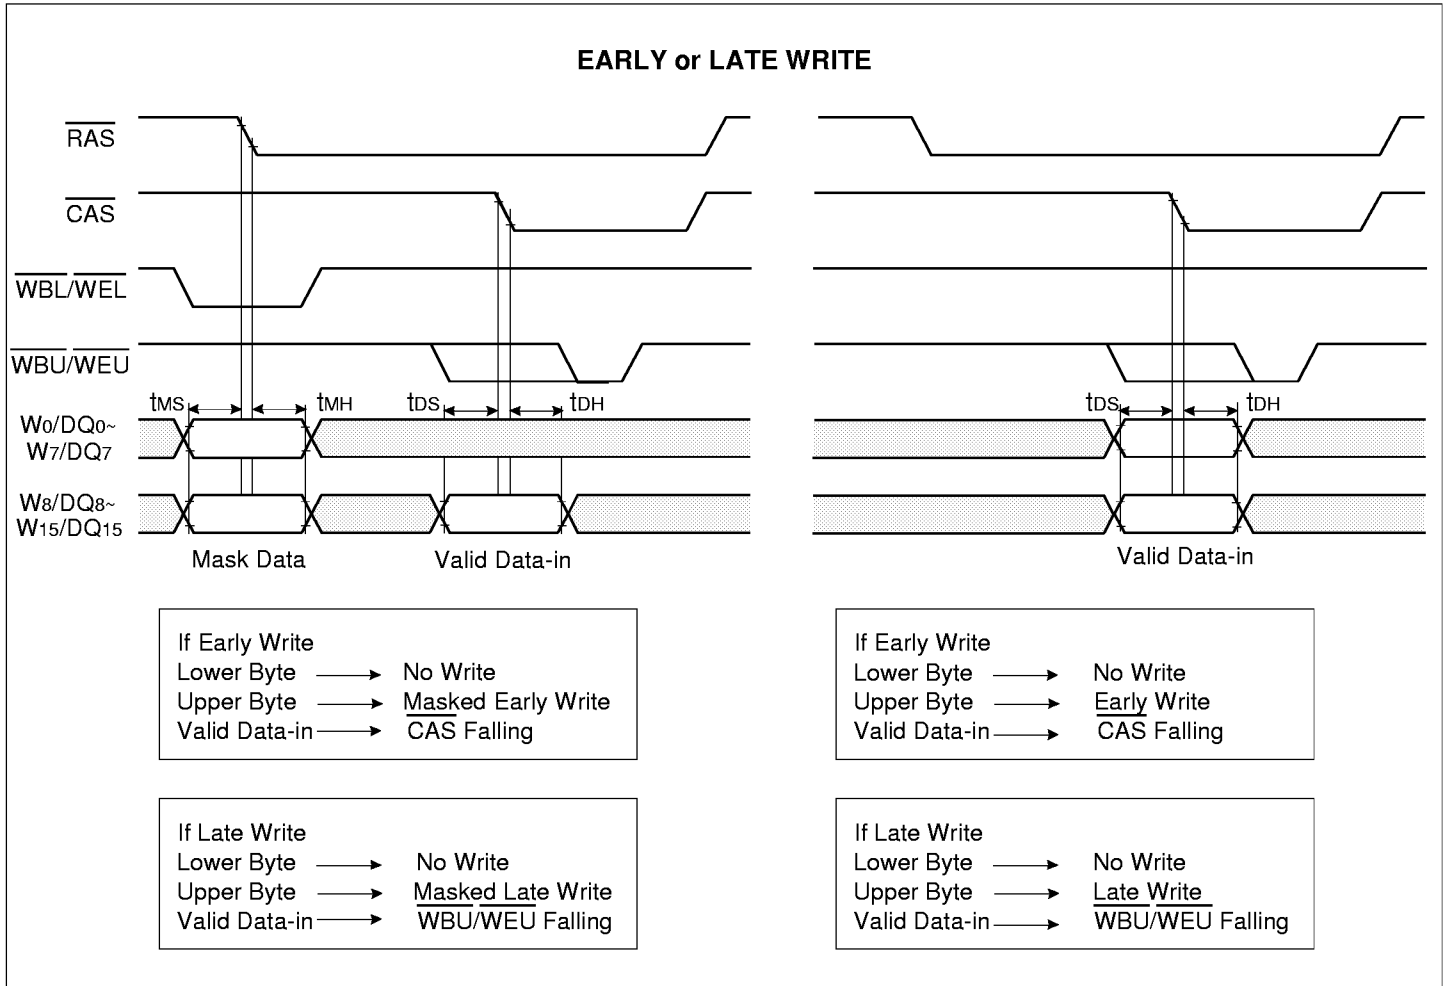 EARLY or LATE WRITE
RAS
CAS
WBL/WEL
WBU/WEU
tMS tMH tDS tDH tDS tDH
W0/DQ0~
W7/DQ7
W8/DQ8~
W15/DQ15
Mask Data Valid Data-in Valid Data-in
If Early Write
Lower Byte No Write
Upper Byte Masked Early Write
Valid Data-in CAS Falling
If Early Write
Lower Byte No Write
Upper Byte Early Write
Valid Data-in CAS Falling
If Late Write
Lower Byte No Write
Upper Byte Masked Late Write
Valid Data-in WBU/WEU Falling
If Late Write
Lower Byte No Write
Upper Byte Late Write
Valid Data-in WBU/WEU Falling